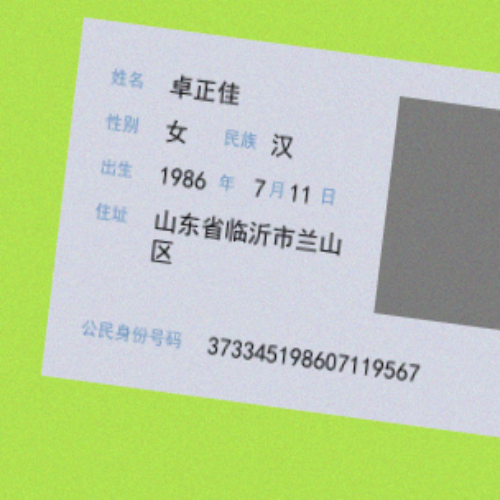 姓名 卓正佳
性别 女 民族 汉
出生 1986 年 7 月 11 日
住址 山东省临沂市兰山
区
公民身份号码 373345198607119567